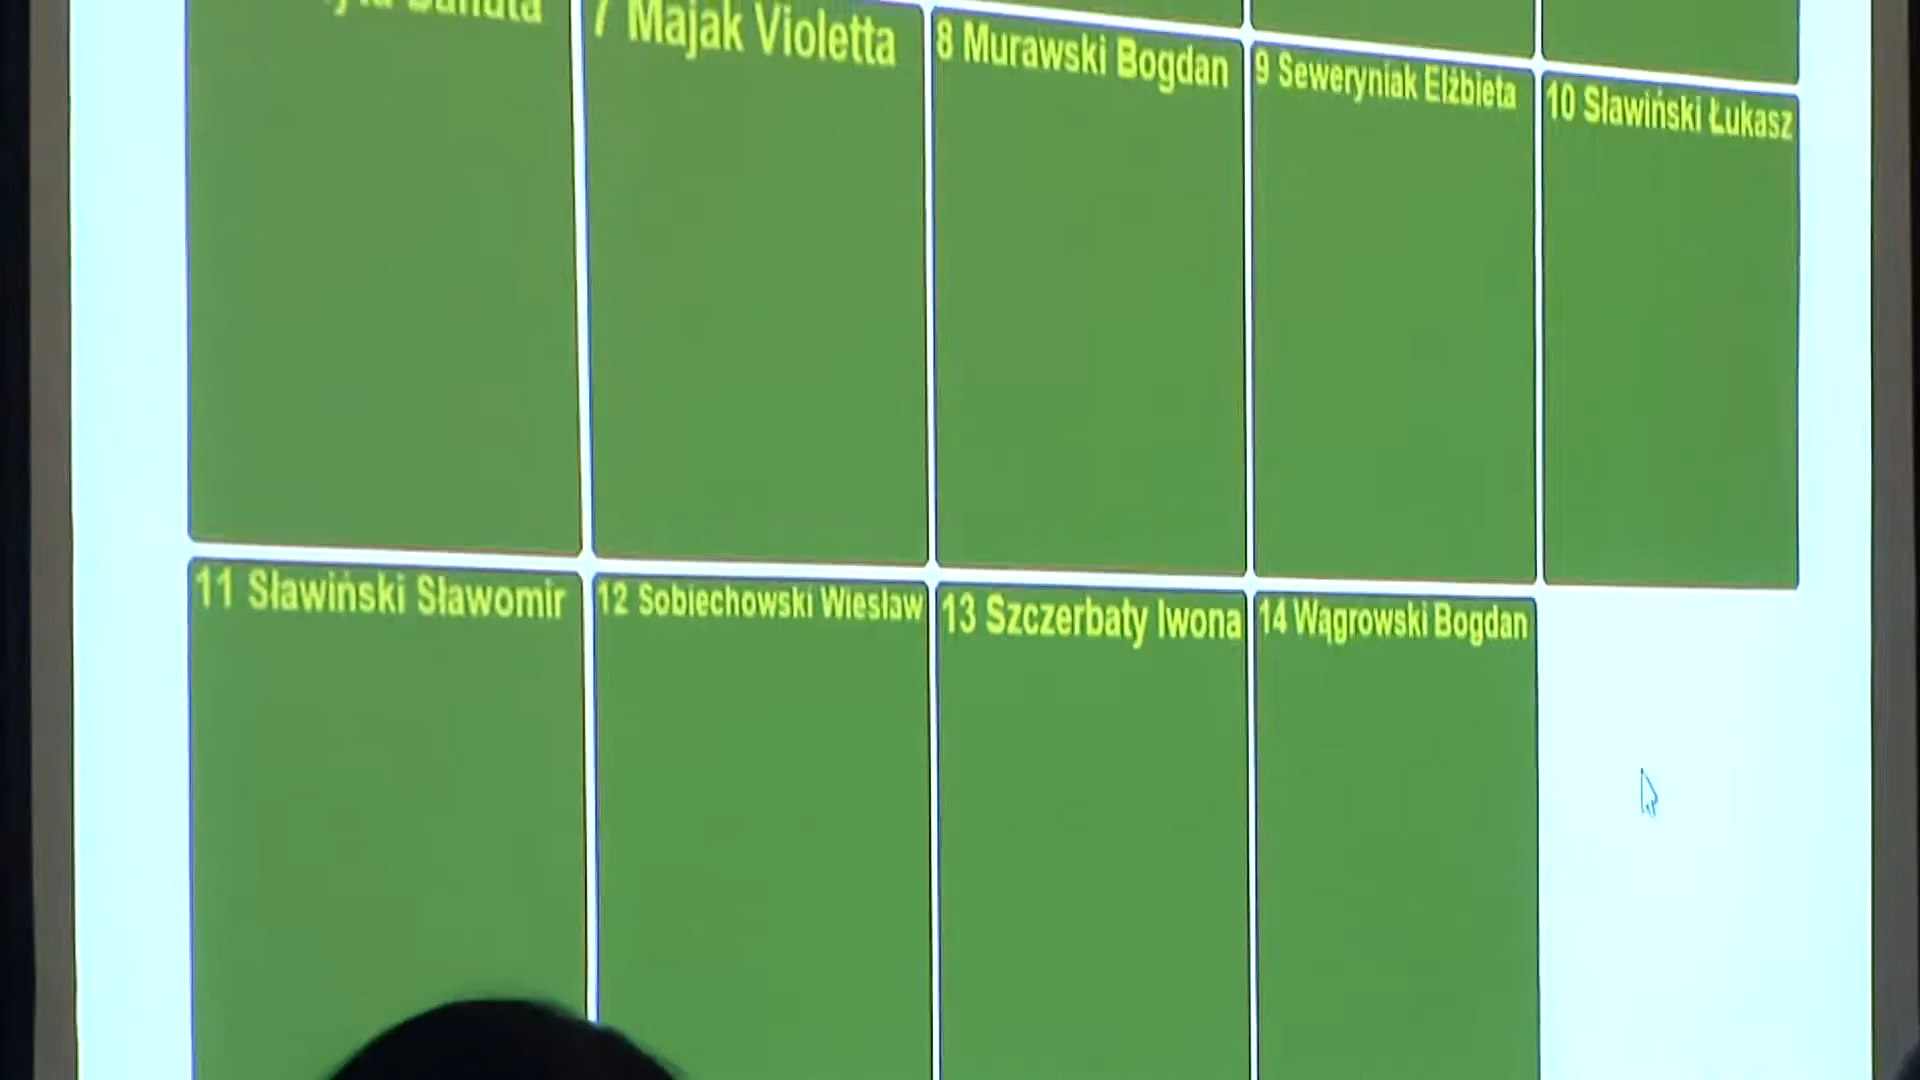 Danuta
7 Majak Violetta
8 Murawski Bogdan
9 Seweryniak Elżbieta
10 Sławiński Łukasz
11 Sławiński Sławomir
12 Sobiechowski Wiesław
13 Szczerbaty Iwona
14 Wągrowski Bogdan